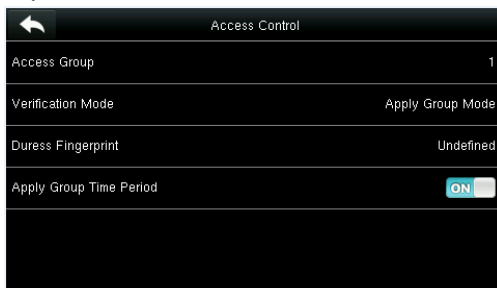 Access Control
Access Group 1
Verification Mode Apply Group Mode
Duress Fingerprint Undefined
Apply Group Time Period ON